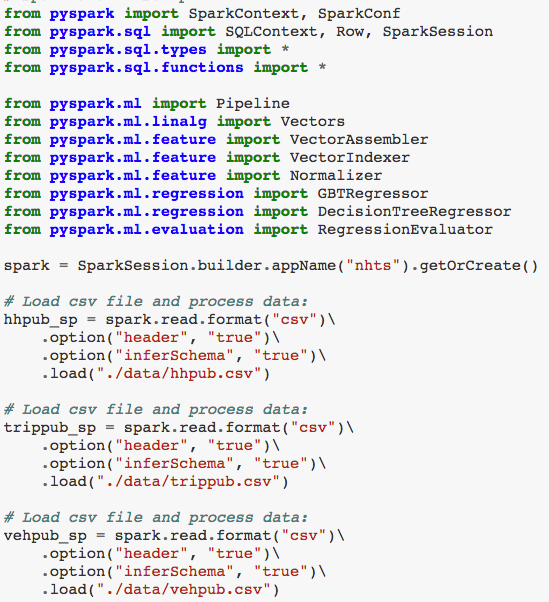 from pyspark import SparkContext, SparkConf
from pyspark.sql import SQLContext, Row, SparkSession
from pyspark.sql.types import *
from pyspark.sql.functions import *

from pyspark.ml import Pipeline
from pyspark.ml.linalg import Vectors
from pyspark.ml.feature import VectorAssembler
from pyspark.ml.feature import VectorIndexer
from pyspark.ml.feature import Normalizer
from pyspark.ml.regression import GBTRegressor
from pyspark.ml.regression import DecisionTreeRegressor
from pyspark.ml.evaluation import RegressionEvaluator

spark = SparkSession.builder.appName("nhts").getOrCreate()

# Load csv file and process data:
hhpub_sp = spark.read.format("csv")\
    .option("header", "true")\
    .option("inferSchema", "true")\
    .load("./data/hhpub.csv")

# Load csv file and process data:
trippub_sp = spark.read.format("csv")\
    .option("header", "true")\
    .option("inferSchema", "true")\
    .load("./data/trippub.csv")

# Load csv file and process data:
vehpub_sp = spark.read.format("csv")\
    .option("header", "true")\
    .option("inferSchema", "true")\
    .load("./data/vehpub.csv")